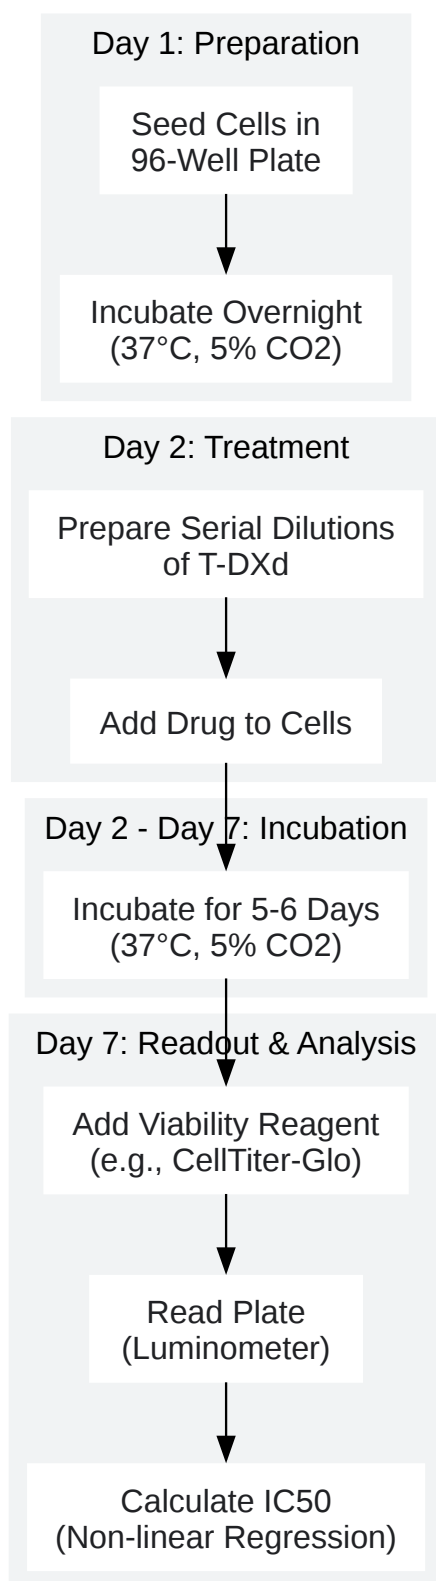 Day 1: Preparation
Seed Cells in
96-Well Plate
Incubate Overnight
(37°C, 5% CO2)
Day 2: Treatment
Prepare Serial Dilutions
of T-DXd
Add Drug to Cells
Day 2 - Day 7: Incubation
Incubate for 5-6 Days
(37°C, 5% CO2)
Day 7: Readout & Analysis
Add Viability Reagent
(e.g., CellTiter-Glo)
Read Plate
(Luminometer)
Calculate IC50
(Non-linear Regression)